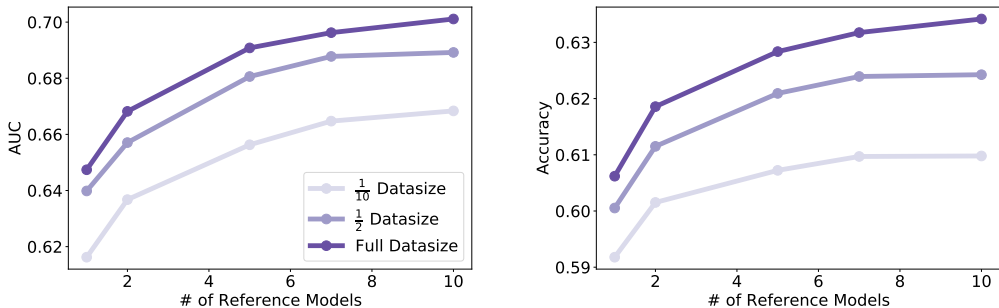 0.70
0.68
0.66
0.64
0.62
AUC
2
4
6
8
10
# of Reference Models
1/10 Datasize
1/2 Datasize
Full Datasize
0.63
0.62
0.61
0.60
0.59
Accuracy
2
4
6
8
10
# of Reference Models